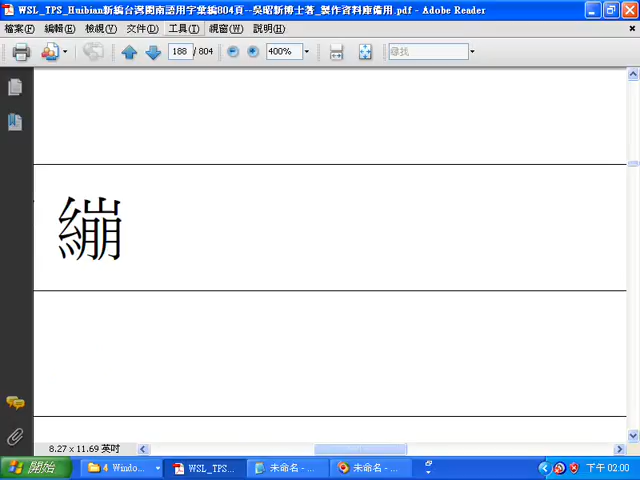 WSL_TPS_Huibian新編台灣閩南語用字彙編804頁--吳昭新博士著_製作資料庫備用.pdf - Adobe Reader
檔案(F) 編輯(E) 檢視(V) 文件(D) 工具(T) 視窗(W) 說明(H)
188 / 804 400% 尋找
繃
8.27 x 11.69 英吋
開始 4 Windo... WSL_TPS... 未命名 - ... 未命名 - ... 下午 02:00